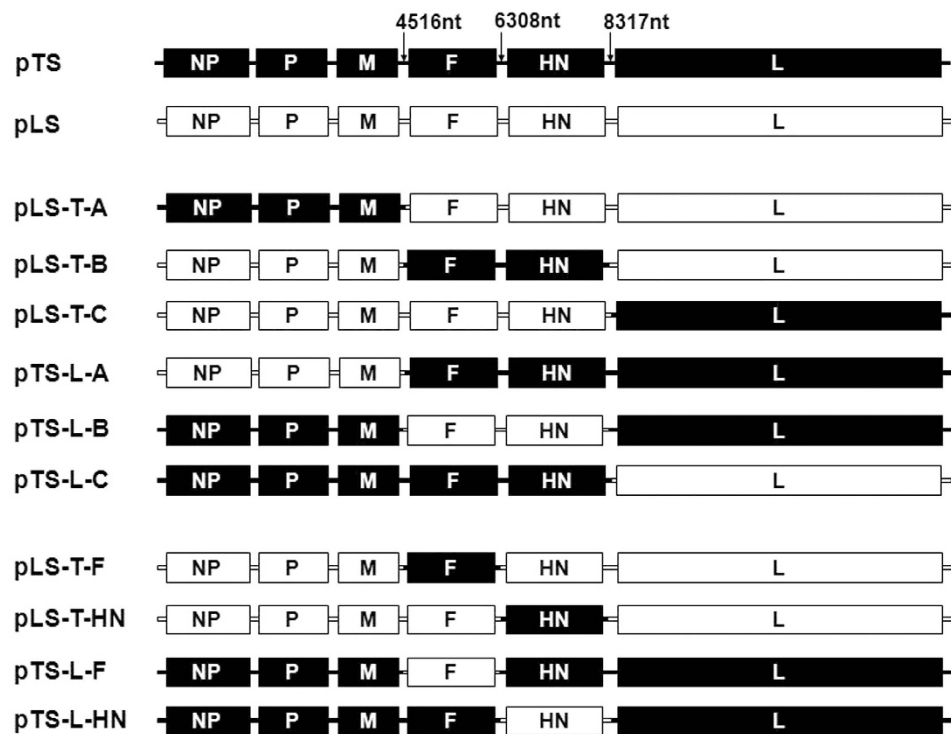 4516nt 6308nt 8317nt
pTS NP P M F HN L
pLS NP P M F HN L
pLS-T-A NP P M F HN L
pLS-T-B NP P M F HN L
pLS-T-C NP P M F HN L
pTS-L-A NP P M F HN L
pTS-L-B NP P M F HN L
pTS-L-C NP P M F HN L
pLS-T-F NP P M F HN L
pLS-T-HN NP P M F HN L
pTS-L-F NP P M F HN L
pTS-L-HN NP P M F HN L